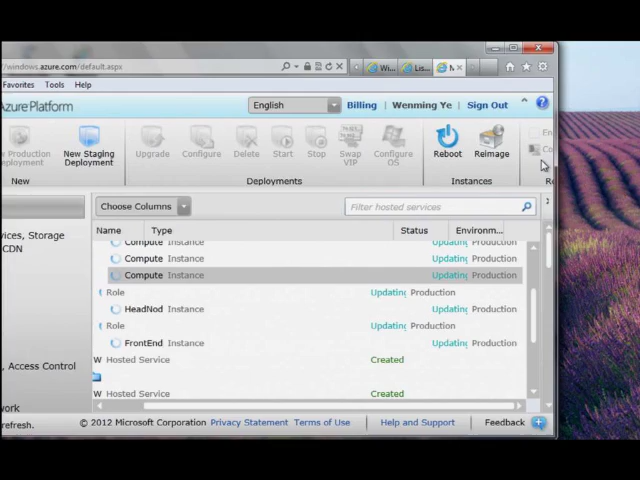 //windows.azure.com/default.aspx
Wi...
Lis...
Favorites Tools Help
Azure Platform
English
Billing
Wenming Ye
Sign Out
New Production
Deployment
New Staging
Deployment
Upgrade
Configure
Delete
Start
Stop
Swap
VIP
Configure
OS
Reboot
Reimage
New
Deployments
Instances
Choose Columns
Filter hosted services
vices, Storage
CDN
Name Type Status Environm...
Compute Instance Updating Production
Compute Instance Updating Production
Compute Instance Updating Production
Role Updating Production
HeadNod Instance Updating Production
Role Updating Production
FrontEnd Instance Updating Production
W Hosted Service Created
, Access Control
W Hosted Service Created
work
refresh.
© 2012 Microsoft Corporation Privacy Statement Terms of Use Help and Support Feedback